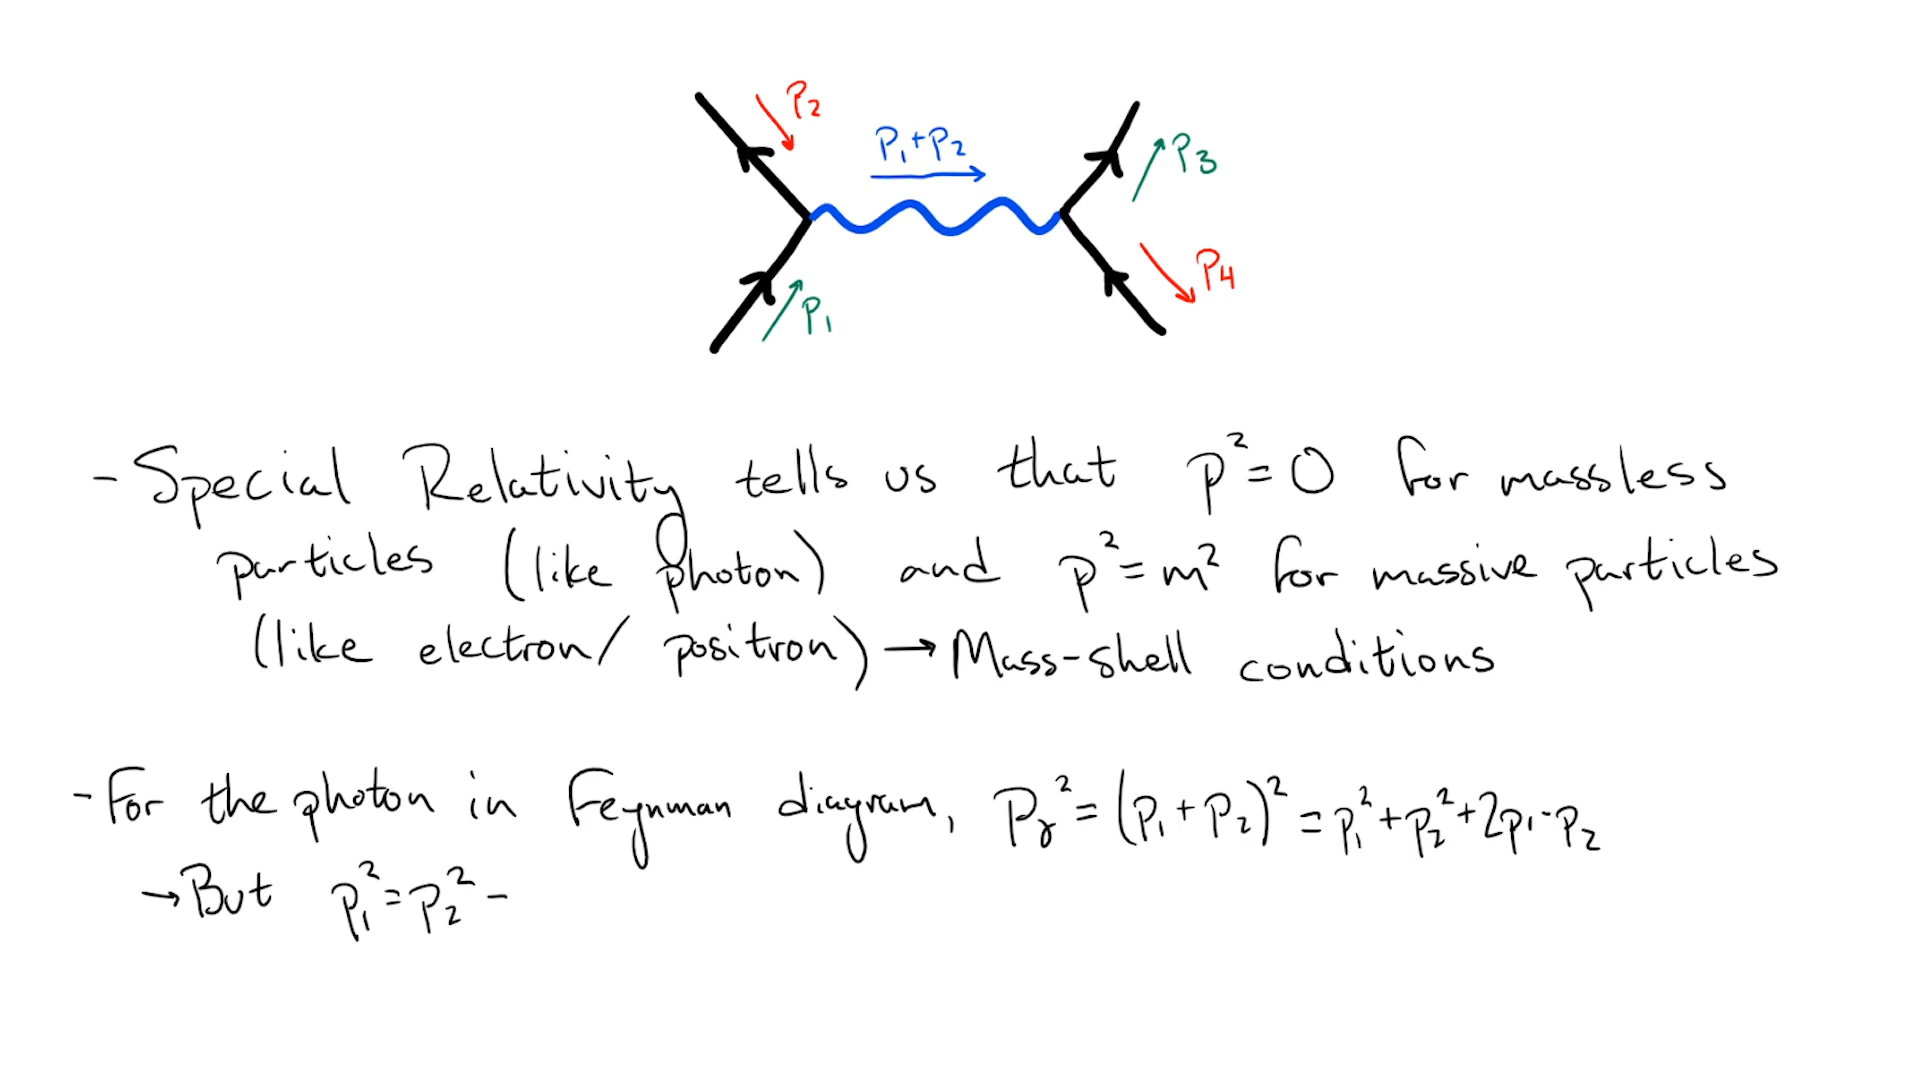 P₂
P₁+P₂
P₃
P₄
P₁
- Special Relativity tells us that p²=0 for massless
particles (like photon) and p²=m² for massive particles
(like electron/ positron) → Mass-shell conditions
- For the photon in Feynman diagram, Pᵧ² = (p₁+p₂)² = p₁²+p₂²+2p₁·p₂
→ But p₁²=p₂² -